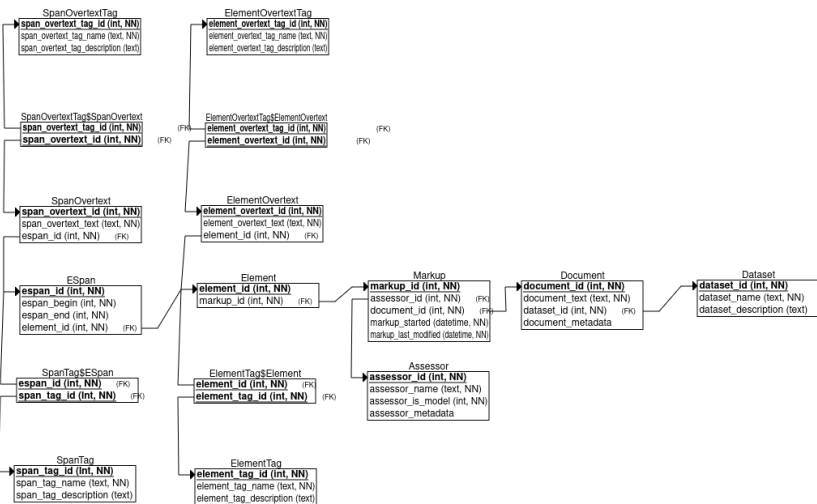 SpanOvertextTag
span_overtext_tag_id (int, NN)
span_overtext_tag_name (text, NN)
span_overtext_tag_description (text)
ElementOvertextTag
element_overtext_tag_id (int, NN)
element_overtext_tag_name (text, NN)
element_overtext_tag_description (text)
SpanOvertextTag$SpanOvertext
span_overtext_tag_id (int, NN) (FK)
span_overtext_id (int, NN) (FK)
ElementOvertextTag$ElementOvertext
element_overtext_tag_id (int, NN) (FK)
element_overtext_id (int, NN) (FK)
SpanOvertext
span_overtext_id (int, NN)
span_overtext_text (text, NN)
espan_id (int, NN) (FK)
ElementOvertext
element_overtext_id (int, NN)
element_overtext_text (text, NN)
element_id (int, NN) (FK)
ESpan
espan_id (int, NN)
espan_begin (int, NN)
espan_end (int, NN)
element_id (int, NN) (FK)
Element
element_id (int, NN)
markup_id (int, NN) (FK)
Markup
markup_id (int, NN)
assessor_id (int, NN) (FK)
document_id (int, NN) (FK)
markup_started (datetime, NN)
markup_last_modified (datetime, NN)
Document
document_id (int, NN)
document_text (text, NN)
dataset_id (int, NN) (FK)
document_metadata
Dataset
dataset_id (int, NN)
dataset_name (text, NN)
dataset_description (text)
SpanTag$ESpan
espan_id (int, NN) (FK)
span_tag_id (int, NN) (FK)
ElementTag$Element
element_id (int, NN) (FK)
element_tag_id (int, NN) (FK)
Assessor
assessor_id (int, NN)
assessor_name (text, NN)
assessor_is_model (int, NN)
assessor_metadata
SpanTag
span_tag_id (int, NN)
span_tag_name (text, NN)
span_tag_description (text)
ElementTag
element_tag_id (int, NN)
element_tag_name (text, NN)
element_tag_description (text)